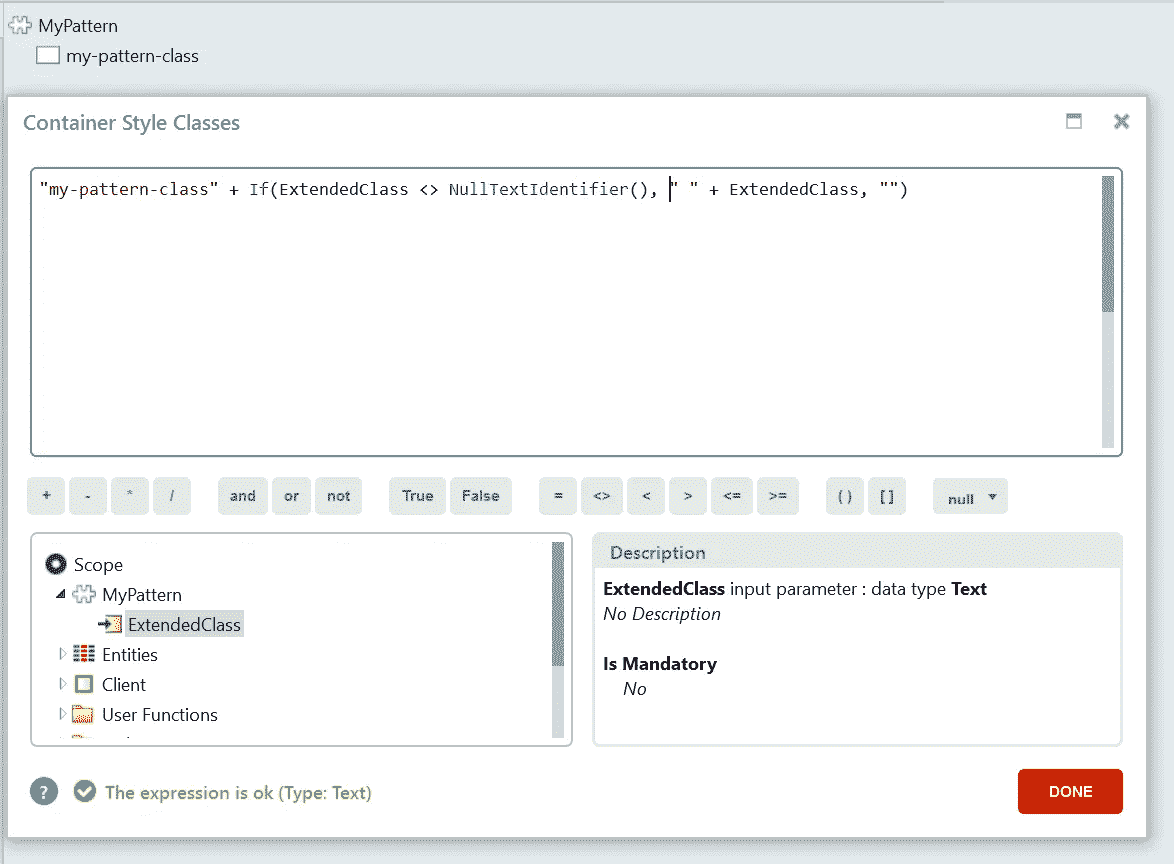 MyPattern
my-pattern-class
Container Style Classes
"my-pattern-class" + If(ExtendedClass <> NullTextIdentifier(), " " + ExtendedClass, "")
+ - * / and or not True False = <> < > <= >= ( ) [ ] null
Scope
MyPattern
ExtendedClass
Entities
Client
User Functions
Description
ExtendedClass input parameter : data type Text
No Description
Is Mandatory
No
? The expression is ok (Type: Text)
DONE